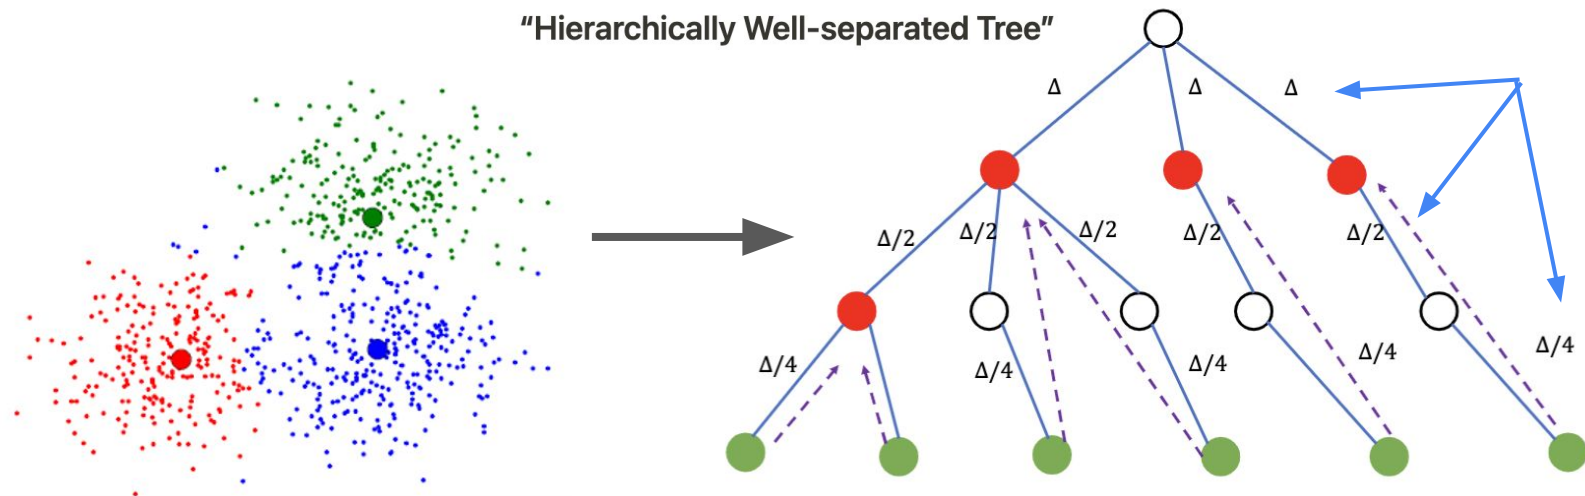 “Hierarchically Well-separated Tree”
Δ Δ Δ
Δ/2 Δ/2 Δ/2 Δ/2 Δ/2
Δ/4 Δ/4 Δ/4 Δ/4 Δ/4